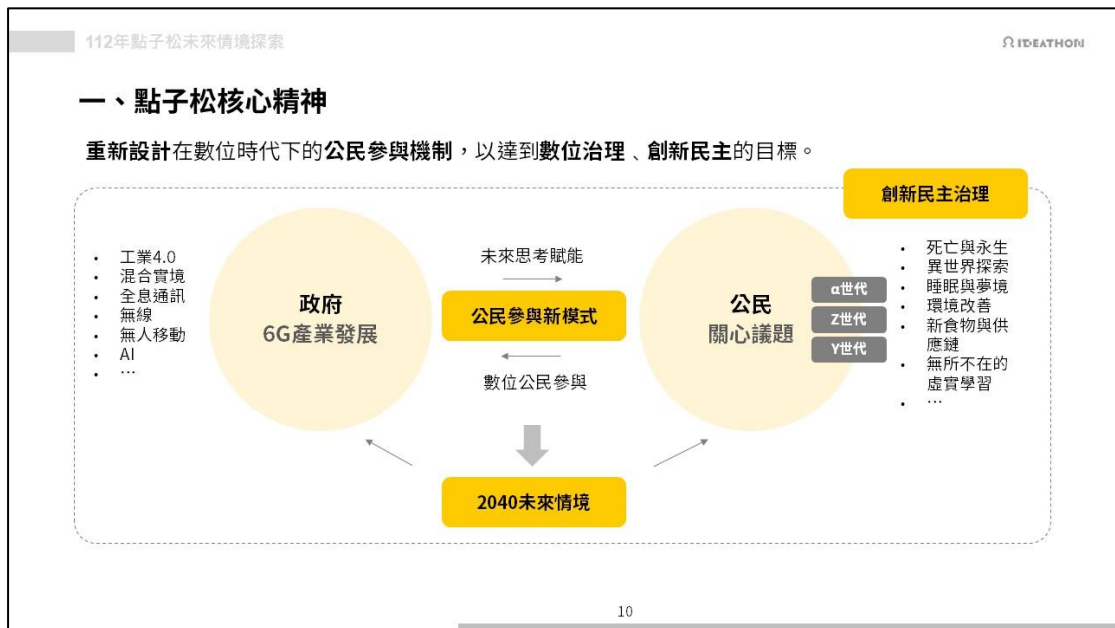 112年點子松未來情境探索
IDEATHON
一、點子松核心精神
重新設計在數位時代下的公民參與機制，以達到數位治理、創新民主的目標。
創新民主治理
• 工業4.0
• 混合實境
• 全息通訊
• 無線
• 無人移動
• AI
• …
政府
6G產業發展
未來思考賦能
公民參與新模式
數位公民參與
公民
關心議題
α世代
Z世代
Y世代
• 死亡與永生
• 異世界探索
• 睡眠與夢境
• 環境改善
• 新食物與供
應鏈
• 無所不在的
虛實學習
• …
2040未來情境
10